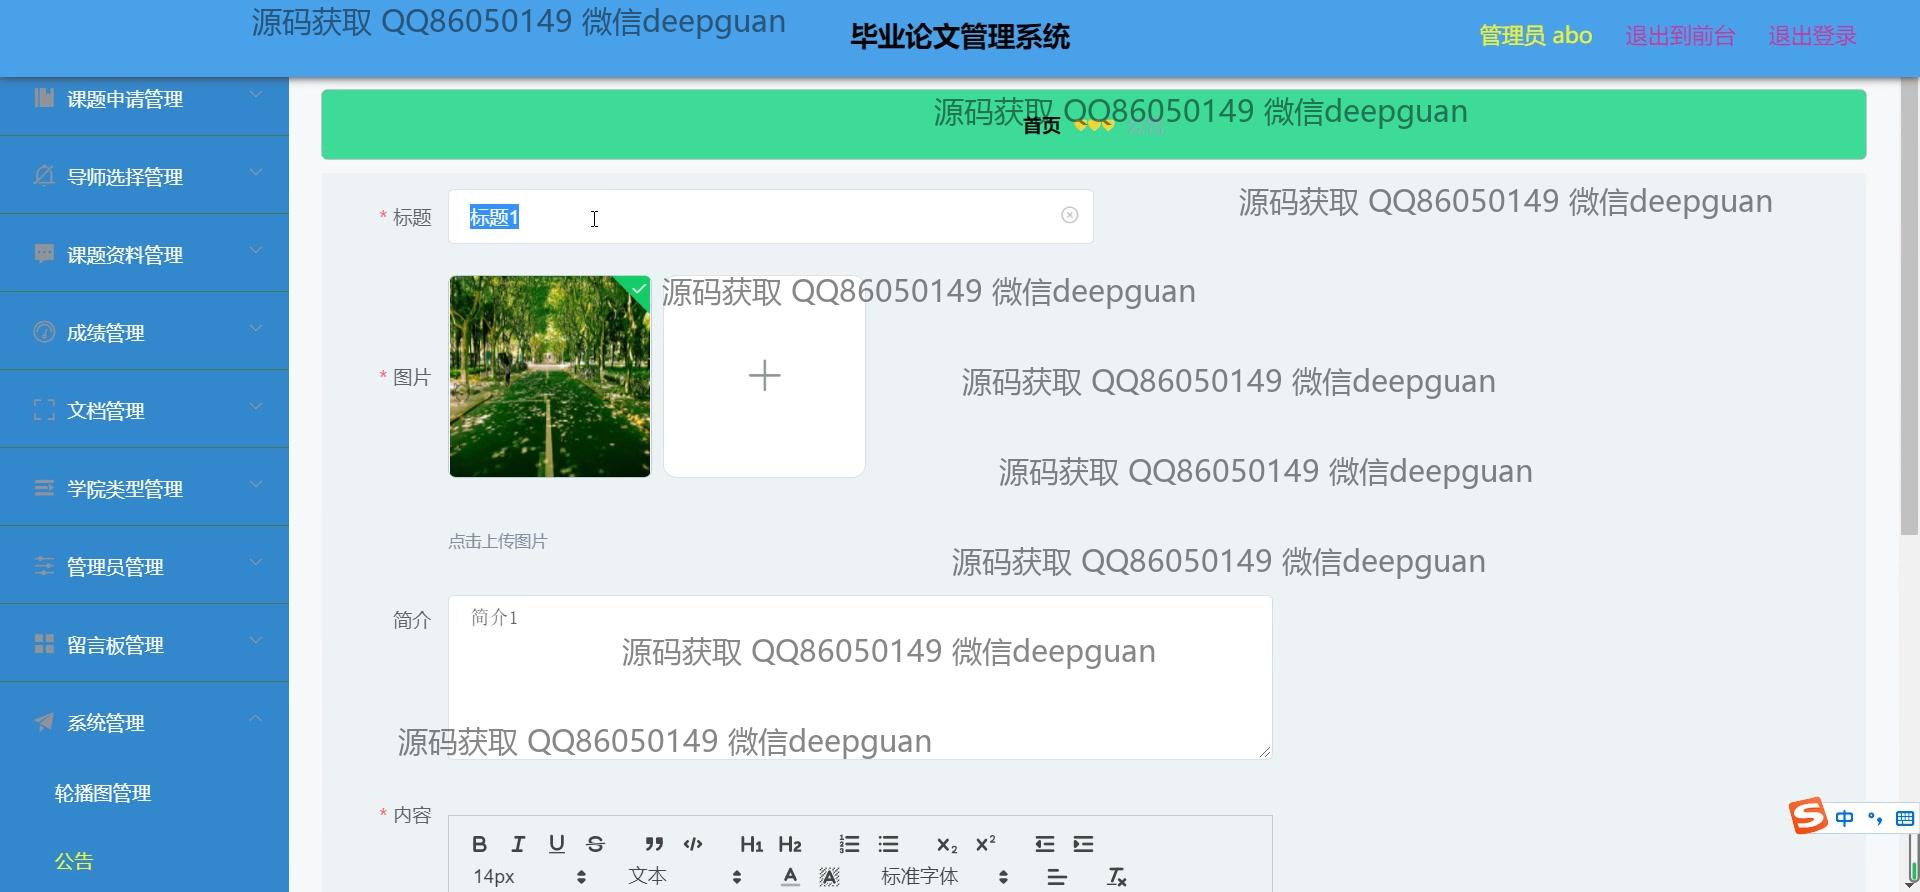 源码获取 QQ86050149 微信deepguan
毕业论文管理系统
管理员 abo
退出到前台
退出登录
课题申请管理
导师选择管理
课题资料管理
成绩管理
文档管理
学院类型管理
管理员管理
留言板管理
系统管理
轮播图管理
公告
源码获取 QQ86050149 微信deepguan
首页
源码获取 QQ86050149 微信deepguan
* 标题
标题1
源码获取 QQ86050149 微信deepguan
* 图片
源码获取 QQ86050149 微信deepguan
源码获取 QQ86050149 微信deepguan
点击上传图片
源码获取 QQ86050149 微信deepguan
简介
简介1
源码获取 QQ86050149 微信deepguan
源码获取 QQ86050149 微信deepguan
* 内容
B I U S H1 H2 X2 X2
14px 文本 A A 标准字体 Tx
S 中